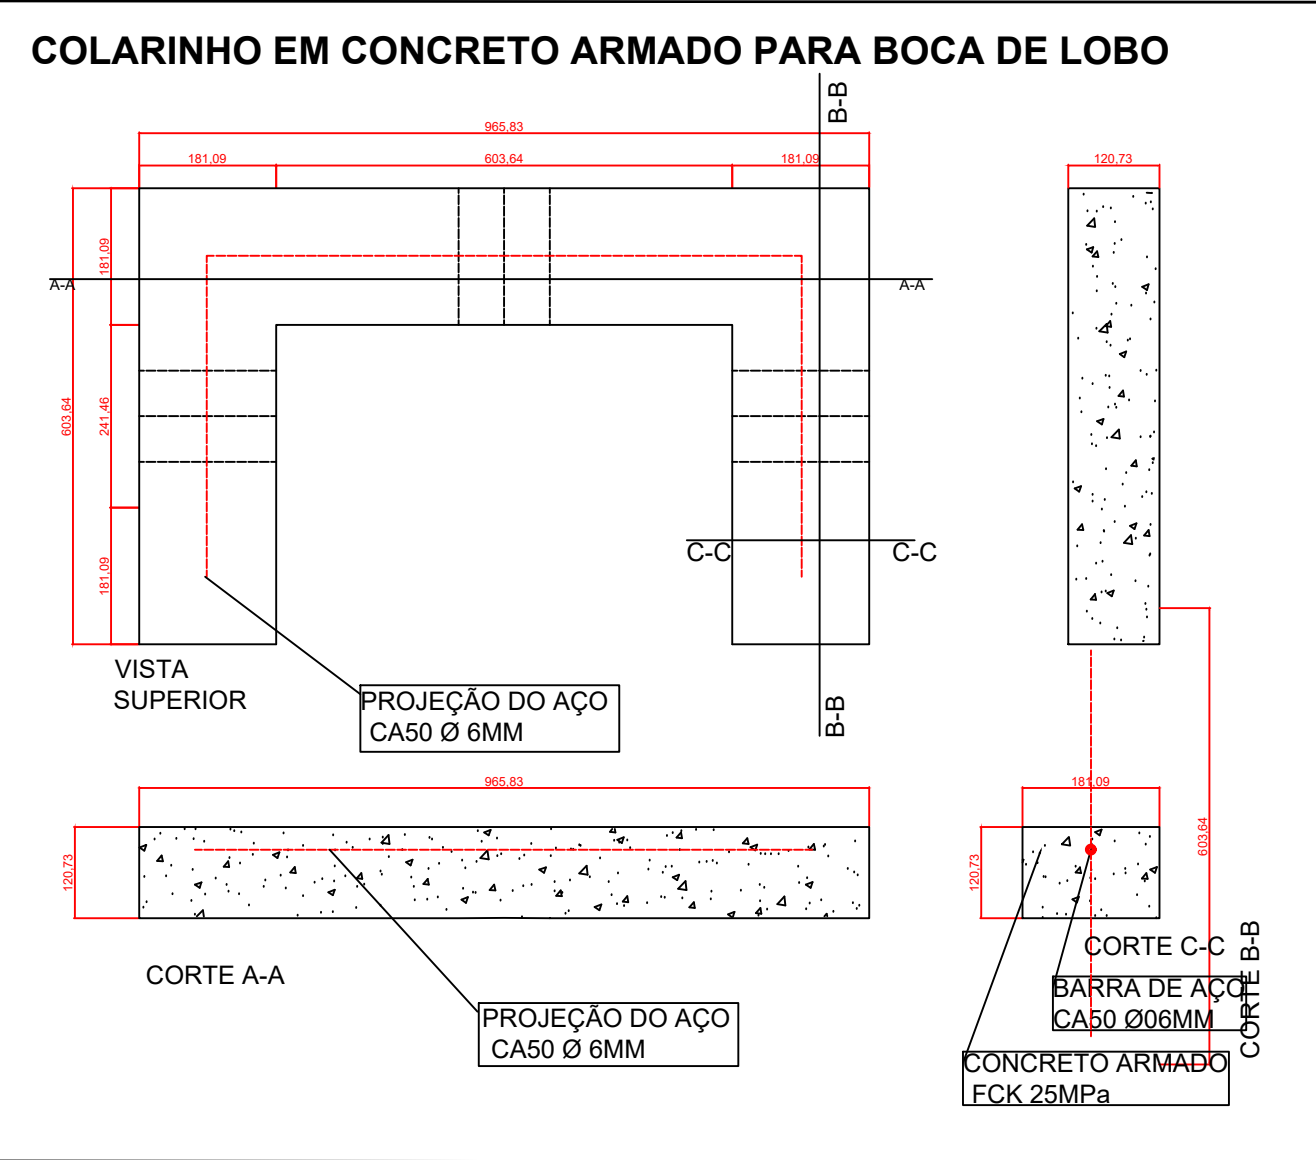 COLARINHO EM CONCRETO ARMADO PARA BOCA DE LOBO
B-B
965,83
181,09
603,64
181,09
120,73
181,09
A-A
A-A
603,64
241,46
181,09
C-C
C-C
VISTA
SUPERIOR
PROJEÇÃO DO AÇO
CA50 Ø 6MM
B-B
965,83
181,09
120,73
120,73
603,64
CORTE A-A
CORTE C-C
CORTE B-B
BARRA DE AÇO
CA50 Ø06MM
PROJEÇÃO DO AÇO
CA50 Ø 6MM
CONCRETO ARMADO
FCK 25MPa